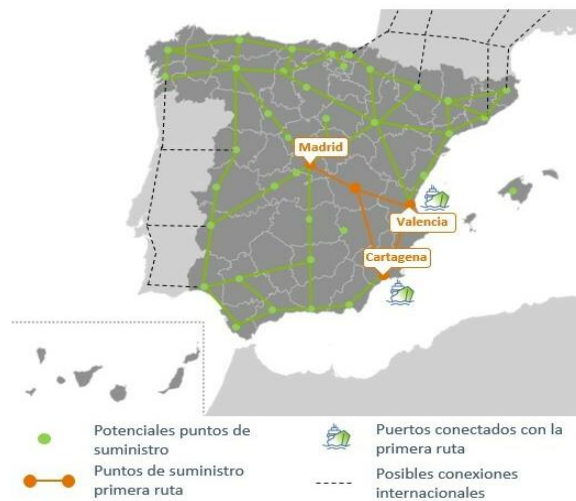 Madrid
Valencia
Cartagena
Potenciales puntos de
suministro
Puntos de suministro
primera ruta
Puertos conectados con la
primera ruta
Posibles conexiones
internacionales